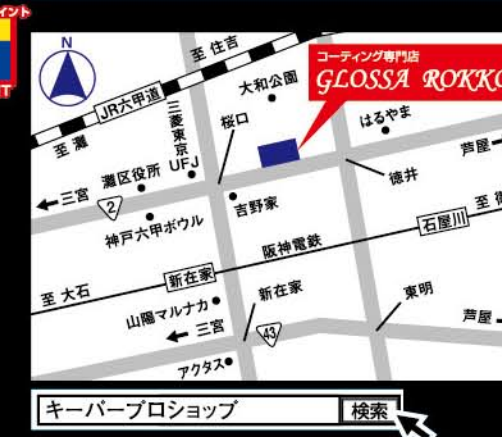 イント
N
至 住吉
コーティング専門店
GLOSSA ROKKO
大和公園
JR六甲道
三菱東京
UFJ
桜口
はるやま
至 灘
灘区役所
芦屋
三宮
2
徳井
吉野家
神戸六甲ボウル
石屋川
阪神電鉄
新在家
至 大石
新在家
東明
山陽マルナカ
三宮
43
芦屋
アクタス
キーパープロショップ
検索